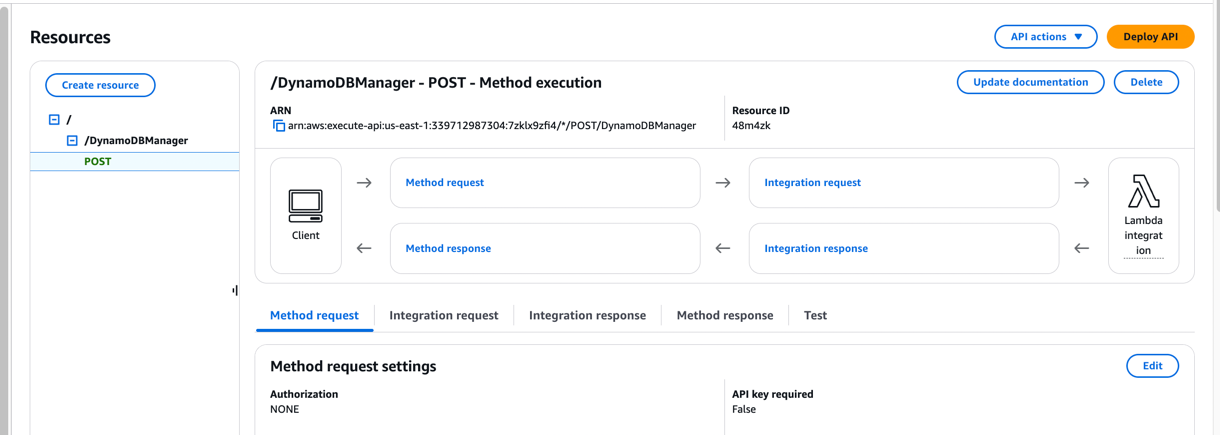 Resources
API actions
Deploy API
Create resource
/
/DynamoDBManager
POST
/DynamoDBManager - POST - Method execution
Update documentation
Delete
ARN
arn:aws:execute-api:us-east-1:339712987304:7zklx9zfi4/*/POST/DynamoDBManager
Resource ID
48m4zk
Client
Method request
Integration request
Method response
Integration response
Lambda
integrat
ion
Method request
Integration request
Integration response
Method response
Test
Method request settings
Edit
Authorization
NONE
API key required
False